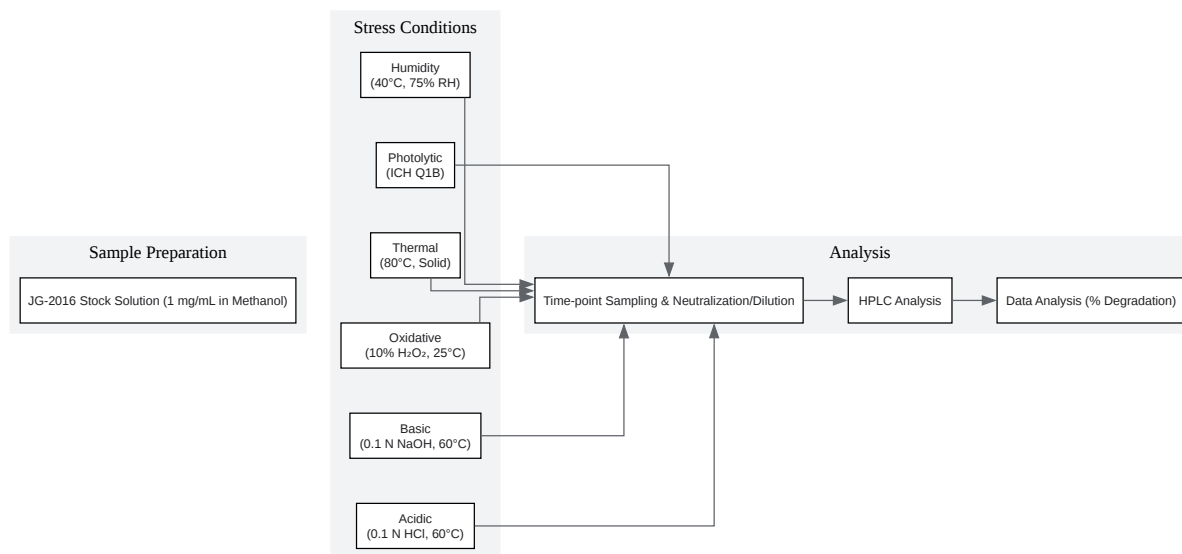 Sample Preparation
JG-2016 Stock Solution (1 mg/mL in Methanol)
Stress Conditions
Humidity
(40°C, 75% RH)
Photolytic
(ICH Q1B)
Thermal
(80°C, Solid)
Oxidative
(10% H₂O₂, 25°C)
Basic
(0.1 N NaOH, 60°C)
Acidic
(0.1 N HCl, 60°C)
Analysis
Time-point Sampling & Neutralization/Dilution
HPLC Analysis
Data Analysis (% Degradation)